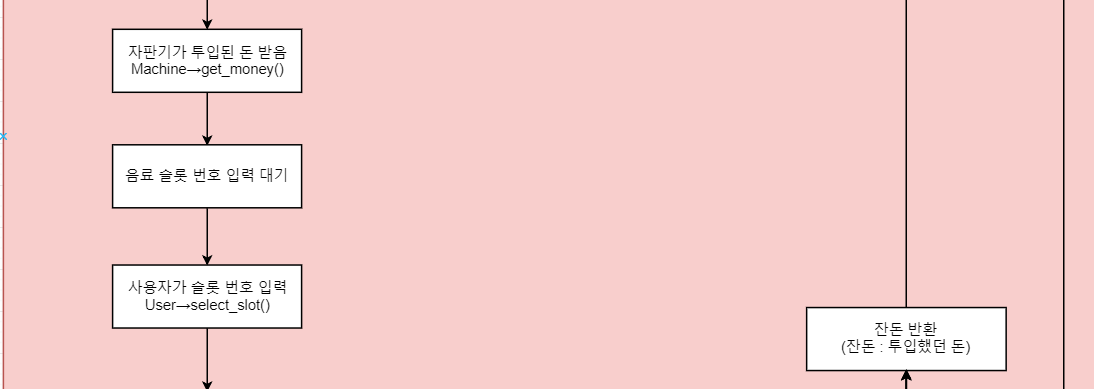 자판기가 투입된 돈 받음
Machine→get_money()
음료 슬롯 번호 입력 대기
사용자가 슬롯 번호 입력
User→select_slot()
잔돈 반환
(잔돈 : 투입했던 돈)